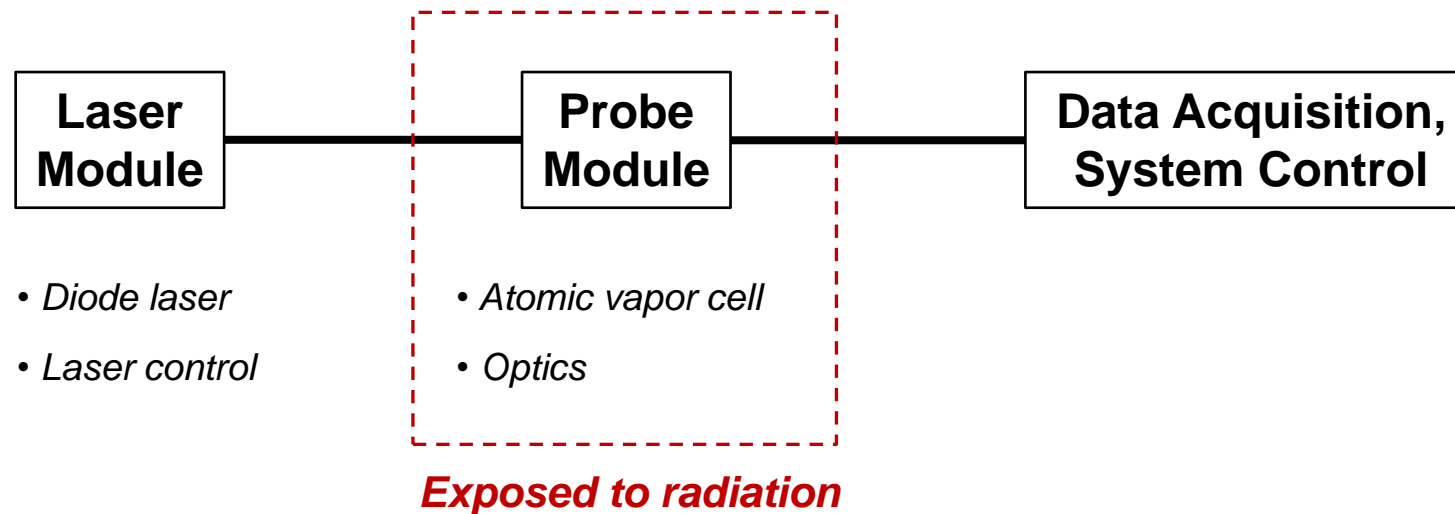 Laser
Module
Probe
Module
Data Acquisition,
System Control
• Diode laser
• Laser control
• Atomic vapor cell
• Optics
Exposed to radiation